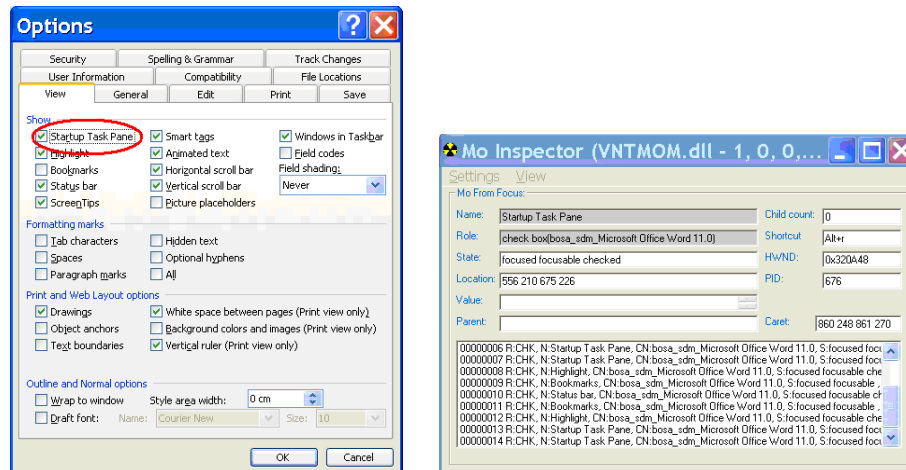 Options
Security Spelling & Grammar Track Changes
User Information Compatibility File Locations
View General Edit Print Save
Show
Startup Task Pane Smart tags Windows in Taskbar
Highlight Animated text Field codes
Bookmarks Horizontal scroll bar Field shading:
Status bar Vertical scroll bar Never
ScreenTips Picture placeholders
Formatting marks
Tab characters Hidden text
Spaces Optional hyphens
Paragraph marks All
Print and Web Layout options
Drawings White space between pages (Print view only)
Object anchors Background colors and images (Print view only)
Text boundaries Vertical ruler (Print view only)
Outline and Normal options
Wrap to window Style area width: 0 cm
Draft font: Name: Courier New Size: 10
OK Cancel
Mo Inspector (VNTMOM.dll - 1, 0, 0,...
Settings View
Mo From Focus:
Name: Startup Task Pane Child count: 0
Role: check box(bosa_sdm_Microsoft Office Word 11.0) Shortcut Alt+r
State: focused focusable checked HWND: 0x320A48
Location: 556 210 675 226 PID: 676
Value:
Parent: Caret: 860 248 861 270
00000006 R:CHK, N:Startup Task Pane, CN:bosa_sdm_Microsoft Office Word 11.0, S:focused focu
00000007 R:CHK, N:Startup Task Pane, CN:bosa_sdm_Microsoft Office Word 11.0, S:focused focu
00000008 R:CHK, N:Highlight, CN:bosa_sdm_Microsoft Office Word 11.0, S:focused focusable che
00000009 R:CHK, N:Bookmarks, CN:bosa_sdm_Microsoft Office Word 11.0, S:focused focusable ,
00000010 R:CHK, N:Status bar, CN:bosa_sdm_Microsoft Office Word 11.0, S:focused focusable ch
00000011 R:CHK, N:Bookmarks, CN:bosa_sdm_Microsoft Office Word 11.0, S:focused focusable ,
00000012 R:CHK, N:Highlight, CN:bosa_sdm_Microsoft Office Word 11.0, S:focused focusable che
00000013 R:CHK, N:Startup Task Pane, CN:bosa_sdm_Microsoft Office Word 11.0, S:focused focu
00000014 R:CHK, N:Startup Task Pane, CN:bosa_sdm_Microsoft Office Word 11.0, S:focused focu